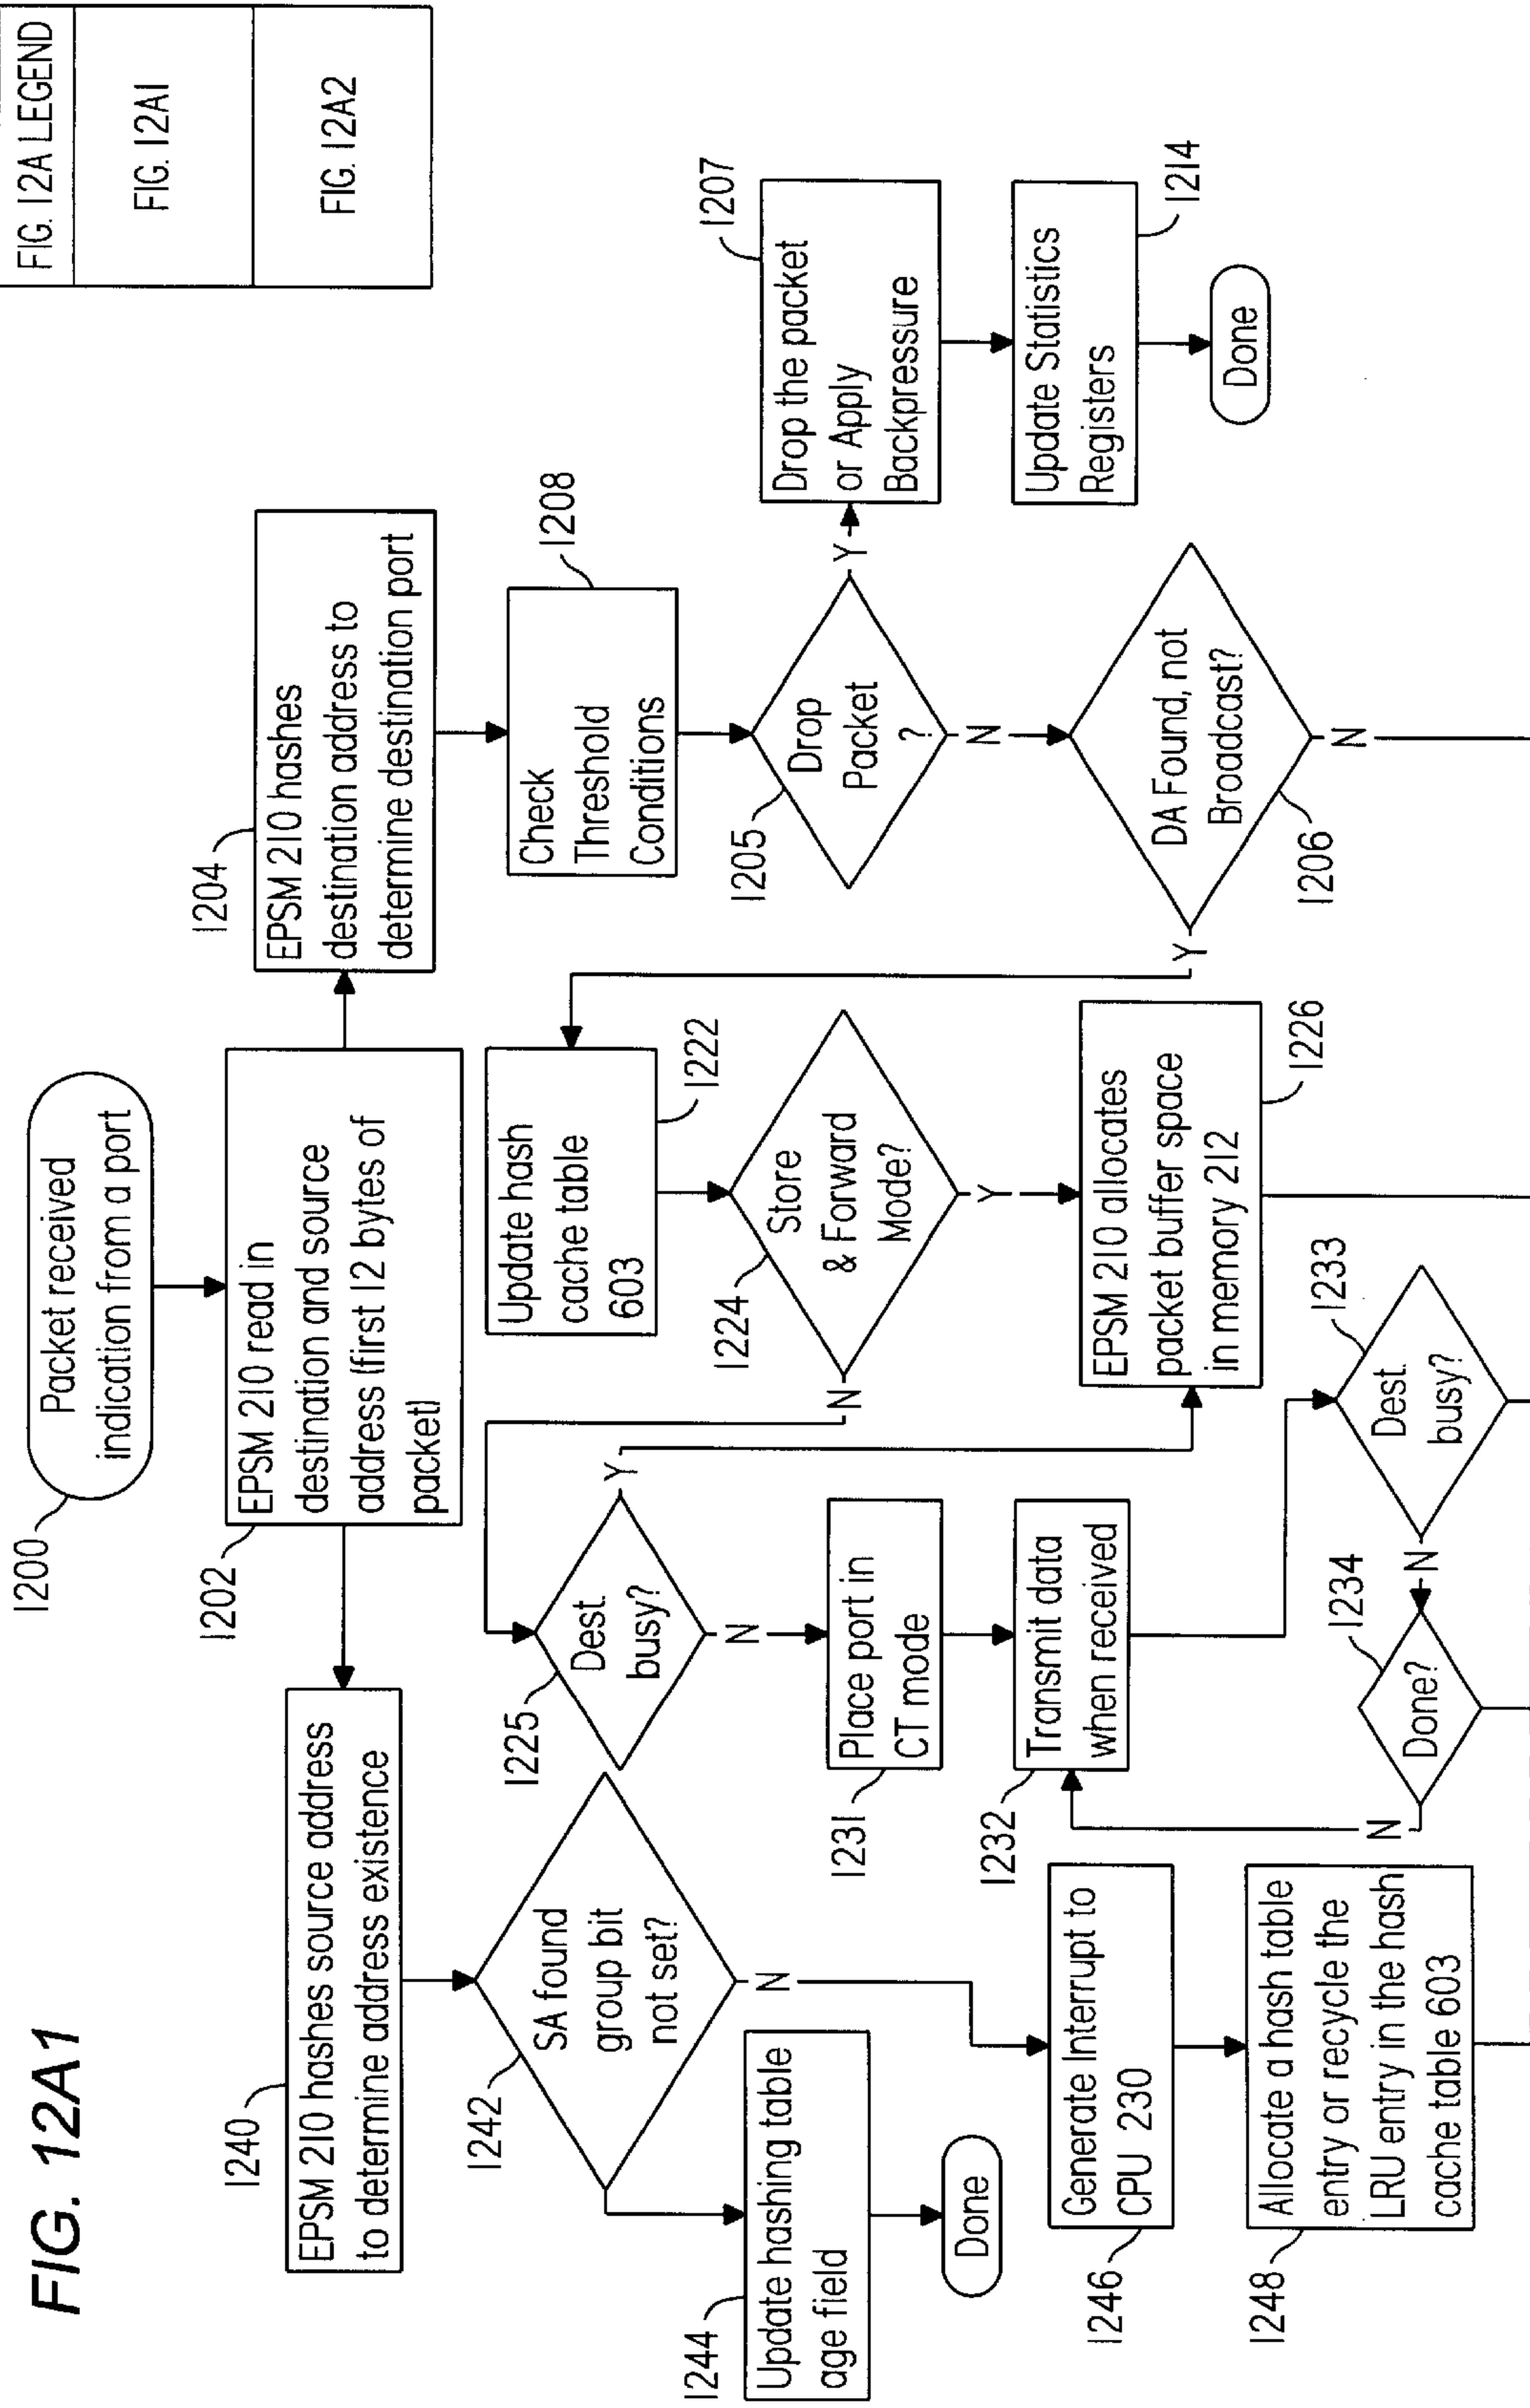 FIG. 12A1
FIG. 12A LEGEND
FIG. 12A1
FIG. 12A2
1200
Packet received
indication from a port
1202
EPSM 210 read in
destination and source
address (first 12 bytes of
packet)
1204
EPSM 210 hashes
destination address to
determine destination port
1208
Check
Threshold
Conditions
1205
Drop
Packet
?
Y
N
1207
Drop the packet
or Apply
Backpressure
1214
Update Statistics
Registers
Done
1206
DA Found, not
Broadcast?
Y
N
1222
Update hash
cache table
603
1224
Store
& Forward
Mode?
N
Y
1226
EPSM 210 allocates
packet buffer space
in memory 212
1225
Dest.
busy?
Y
N
1231
Place port in
CT mode
1232
Transmit data
when received
1233
Dest.
busy?
N
1234
Done?
N
1240
EPSM 210 hashes source address
to determine address existence
1242
SA found
group bit
not set?
N
1244
Update hashing table
age field
Done
1246
Generate Interrupt to
CPU 230
1248
Allocate a hash table
entry or recycle the
LRU entry in the hash
cache table 603